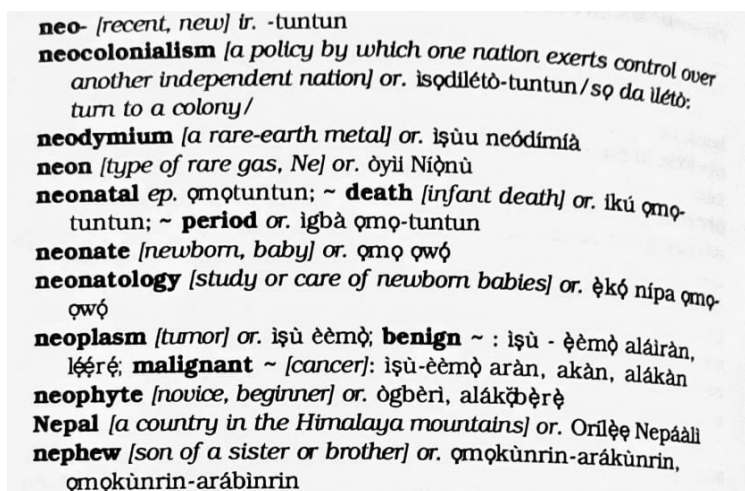 neo- [recent, new] ir. -tuntun
neocolonialism [a policy by which one nation exerts control over
another independent nation] or. ìsọdilétò-tuntun/sọ da ìlétò:
turn to a colony/
neodymium [a rare-earth metal] or. ìṣùu neódímíà
neon [type of rare gas, Ne] or. òyìi Níọ̀nù
neonatal ep. ọmọtuntun; ~ death [infant death] or. ikú ọmọ-
tuntun; ~ period or. ìgbà ọmọ-tuntun
neonate [newborn, baby] or. ọmọ ọwọ́
neonatology [study or care of newborn babies] or. ẹ̀kọ́ nípa ọmọ-
ọwọ́
neoplasm [tumor] or. ìṣù èèmọ̀; benign ~ : ìṣù - ẹ̀èmọ̀ aláìràn,
lẹ́ẹ́rẹ́; malignant ~ [cancer]: ìṣù-èèmọ̀ aràn, akàn, alákàn
neophyte [novice, beginner] or. ògbèrì, alákọ̌bẹ̀rẹ̀
Nepal [a country in the Himalaya mountains] or. Orílẹ̀ẹ Nepáàlì
nephew [son of a sister or brother] or. ọmọkùnrin-arákùnrin,
ọmọkùnrin-arábìnrin